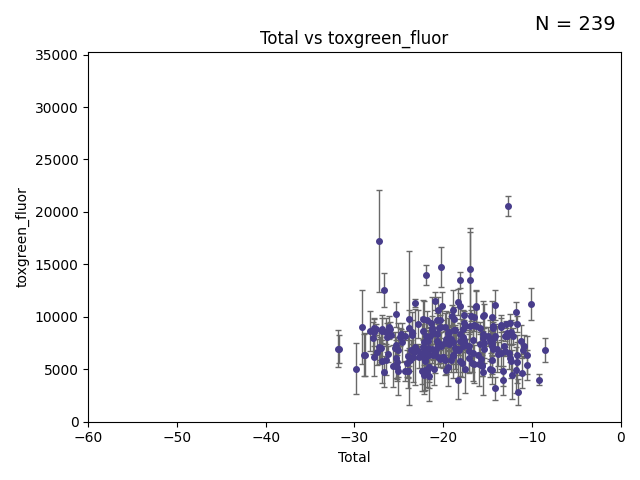 N = 239
Total vs toxgreen_fluor
35000
30000
25000
20000
15000
10000
5000
0
toxgreen_fluor
−60 −50 −40 −30 −20 −10 0
Total